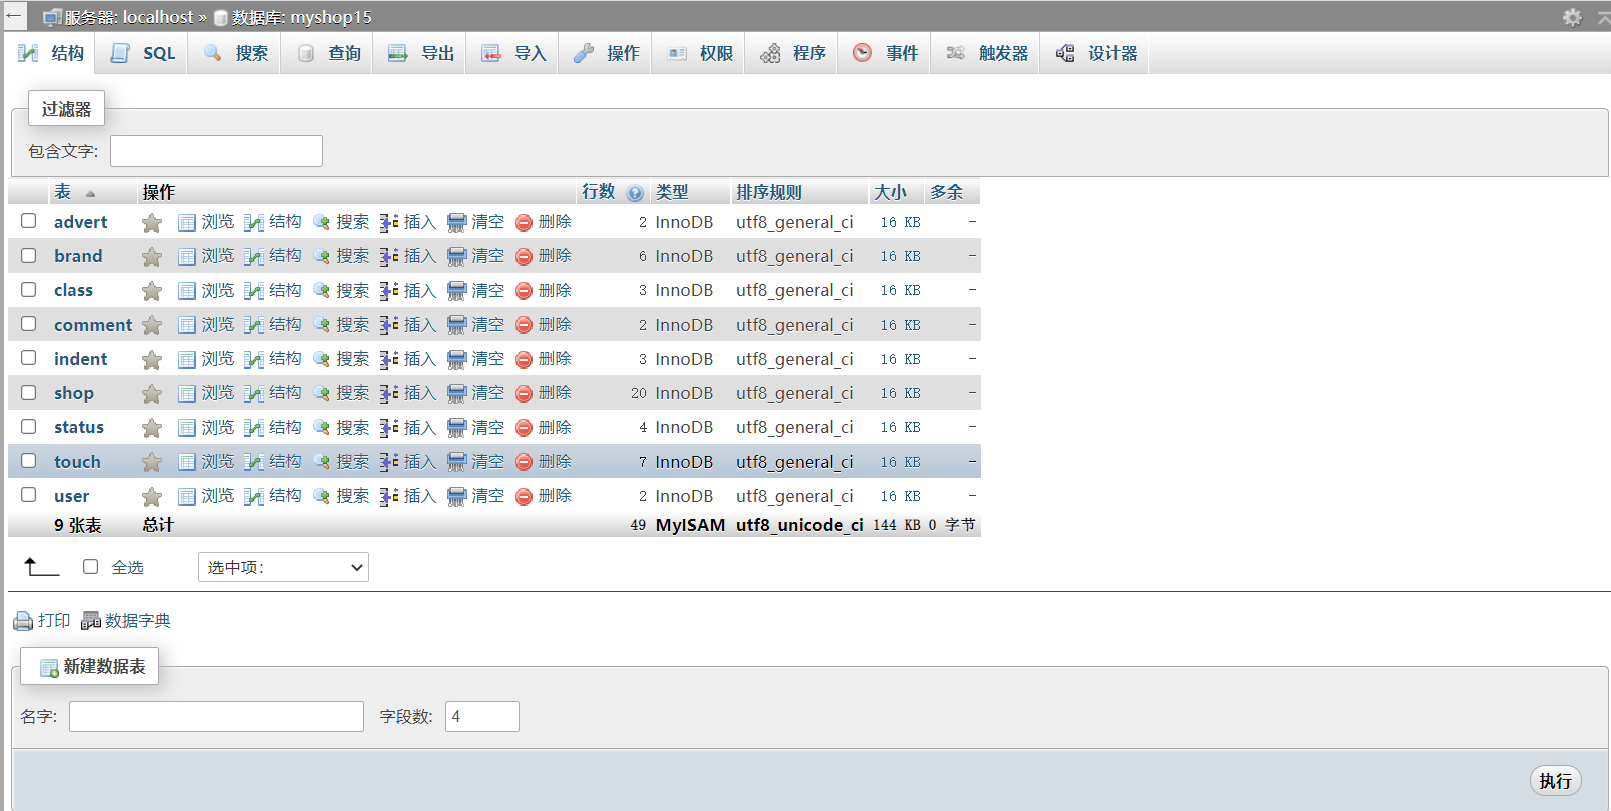 服务器: localhost » 数据库: myshop15
结构 SQL 搜索 查询 导出 导入 操作 权限 程序 事件 触发器 设计器
过滤器
包含文字:
表 操作 行数 类型 排序规则 大小 多余
advert 浏览 结构 搜索 插入 清空 删除 2 InnoDB utf8_general_ci 16 KB -
brand 浏览 结构 搜索 插入 清空 删除 6 InnoDB utf8_general_ci 16 KB -
class 浏览 结构 搜索 插入 清空 删除 3 InnoDB utf8_general_ci 16 KB -
comment 浏览 结构 搜索 插入 清空 删除 2 InnoDB utf8_general_ci 16 KB -
indent 浏览 结构 搜索 插入 清空 删除 3 InnoDB utf8_general_ci 16 KB -
shop 浏览 结构 搜索 插入 清空 删除 20 InnoDB utf8_general_ci 16 KB -
status 浏览 结构 搜索 插入 清空 删除 4 InnoDB utf8_general_ci 16 KB -
touch 浏览 结构 搜索 插入 清空 删除 7 InnoDB utf8_general_ci 16 KB -
user 浏览 结构 搜索 插入 清空 删除 2 InnoDB utf8_general_ci 16 KB -
9 张表 总计 49 MyISAM utf8_unicode_ci 144 KB 0 字节
全选 选中项:
打印 数据字典
新建数据表
名字: 字段数: 4
执行